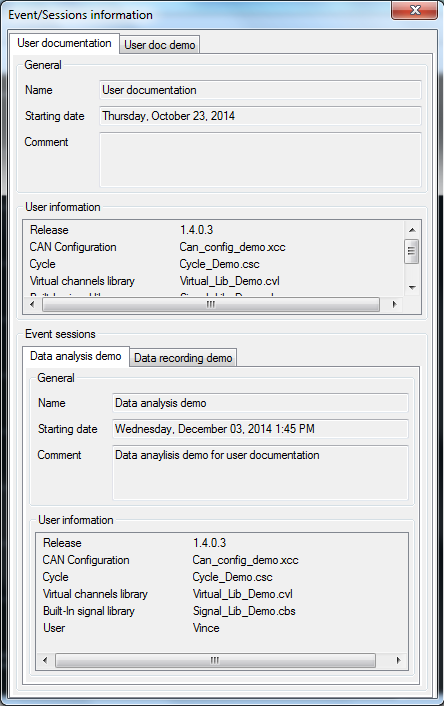 Event/Sessions information
User documentation User doc demo
General
Name User documentation
Starting date Thursday, October 23, 2014
Comment
User information
Release 1.4.0.3
CAN Configuration Can_config_demo.xcc
Cycle Cycle_Demo.csc
Virtual channels library Virtual_Lib_Demo.cvl
Event sessions
Data analysis demo Data recording demo
General
Name Data analysis demo
Starting date Wednesday, December 03, 2014 1:45 PM
Comment Data anaylisis demo for user documentation
User information
Release 1.4.0.3
CAN Configuration Can_config_demo.xcc
Cycle Cycle_Demo.csc
Virtual channels library Virtual_Lib_Demo.cvl
Built-In signal library Signal_Lib_Demo.cbs
User Vince